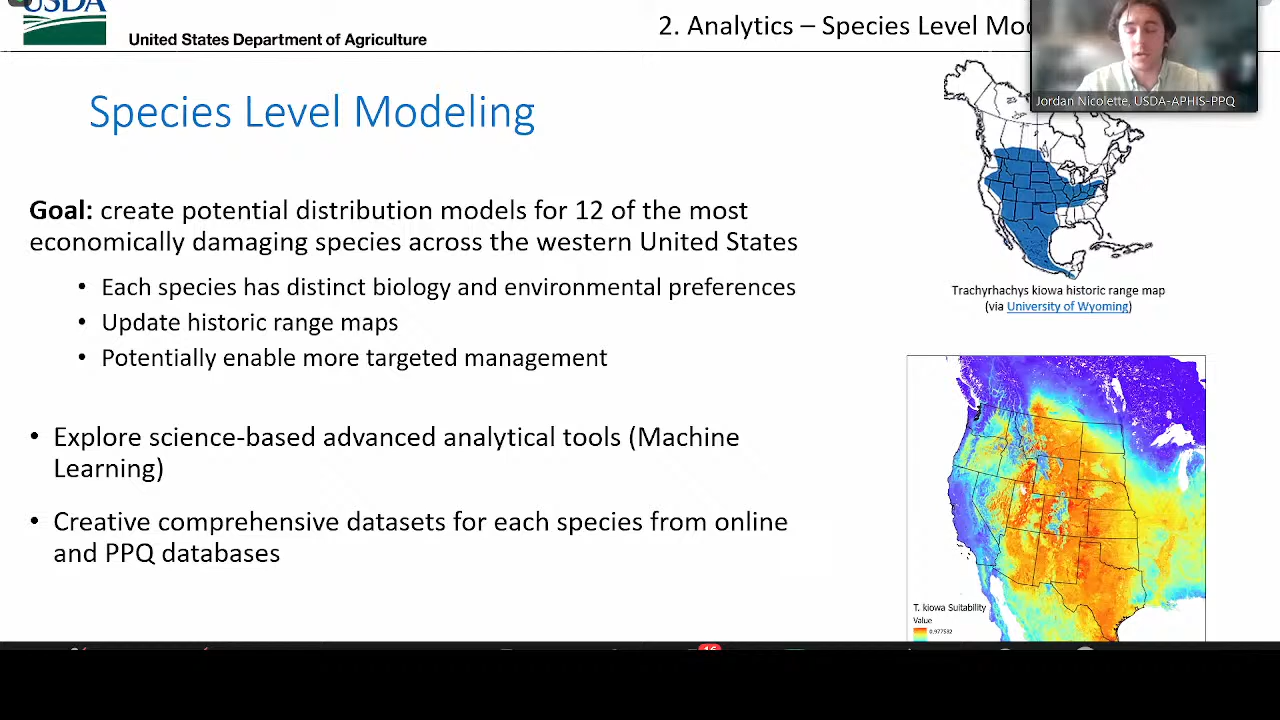 USDA
United States Department of Agriculture
2. Analytics – Species Level
Jordan Nicolette, USDA-APHIS-PPQ
Species Level Modeling
Goal: create potential distribution models for 12 of the most
economically damaging species across the western United States
• Each species has distinct biology and environmental preferences
• Update historic range maps
• Potentially enable more targeted management
• Explore science-based advanced analytical tools (Machine
Learning)
• Creative comprehensive datasets for each species from online
and PPQ databases
Trachyrhachys kiowa historic range map
(via University of Wyoming)
T. kiowa Suitability
Value
0.977592
16